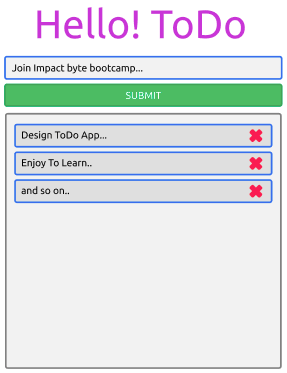 Hello! ToDo
Join Impact byte bootcamp...
SUBMIT
Design ToDo App...
Enjoy To Learn..
and so on..